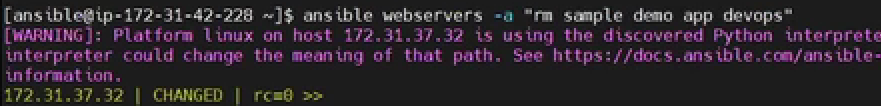 [ansible@ip-172-31-42-228 ~]$ ansible webservers -a "rm sample demo app devops"
[WARNING]: Platform linux on host 172.31.37.32 is using the discovered Python interprete
interpreter could change the meaning of that path. See https://docs.ansible.com/ansible-
information.
172.31.37.32 | CHANGED | rc=0 >>